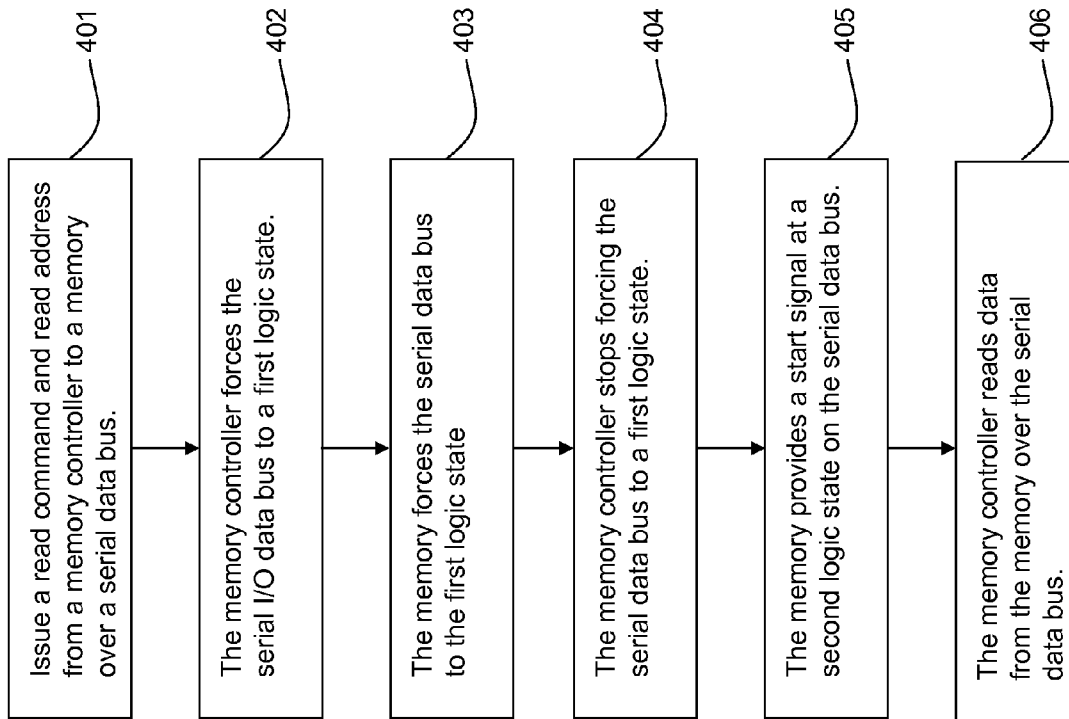 Issue a read command and read address
from a memory controller to a memory
over a serial data bus.
401
The memory controller forces the
serial I/O data bus to a first logic state.
402
The memory forces the serial data bus
to the first logic state
403
The memory controller stops forcing the
serial data bus to a first logic state.
404
The memory provides a start signal at a
second logic state on the serial data bus.
405
The memory controller reads data
from the memory over the serial
data bus.
406